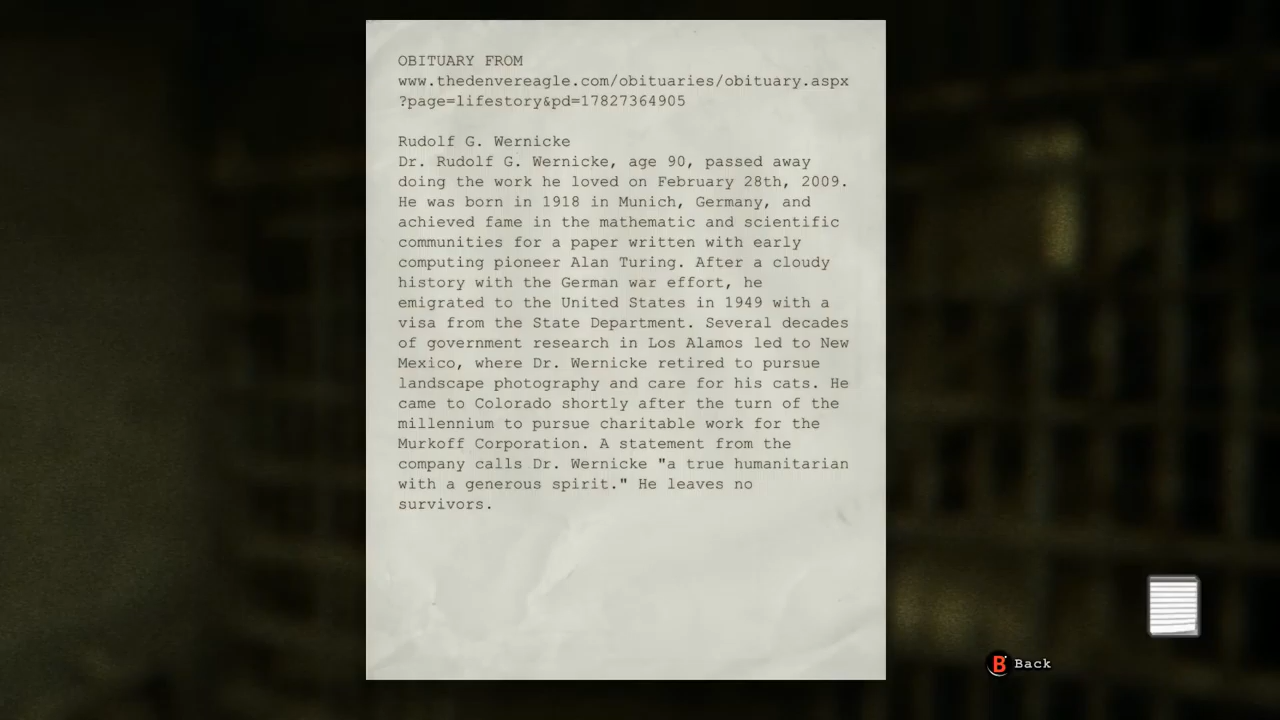 OBITUARY FROM
www.thedenvereagle.com/obituaries/obituary.aspx
?page=lifestory&pd=17827364905
Rudolf G. Wernicke
Dr. Rudolf G. Wernicke, age 90, passed away
doing the work he loved on February 28th, 2009.
He was born in 1918 in Munich, Germany, and
achieved fame in the mathematic and scientific
communities for a paper written with early
computing pioneer Alan Turing. After a cloudy
history with the German war effort, he
emigrated to the United States in 1949 with a
visa from the State Department. Several decades
of government research in Los Alamos led to New
Mexico, where Dr. Wernicke retired to pursue
landscape photography and care for his cats. He
came to Colorado shortly after the turn of the
millennium to pursue charitable work for the
Murkoff Corporation. A statement from the
company calls Dr. Wernicke "a true humanitarian
with a generous spirit." He leaves no
survivors.
B Back